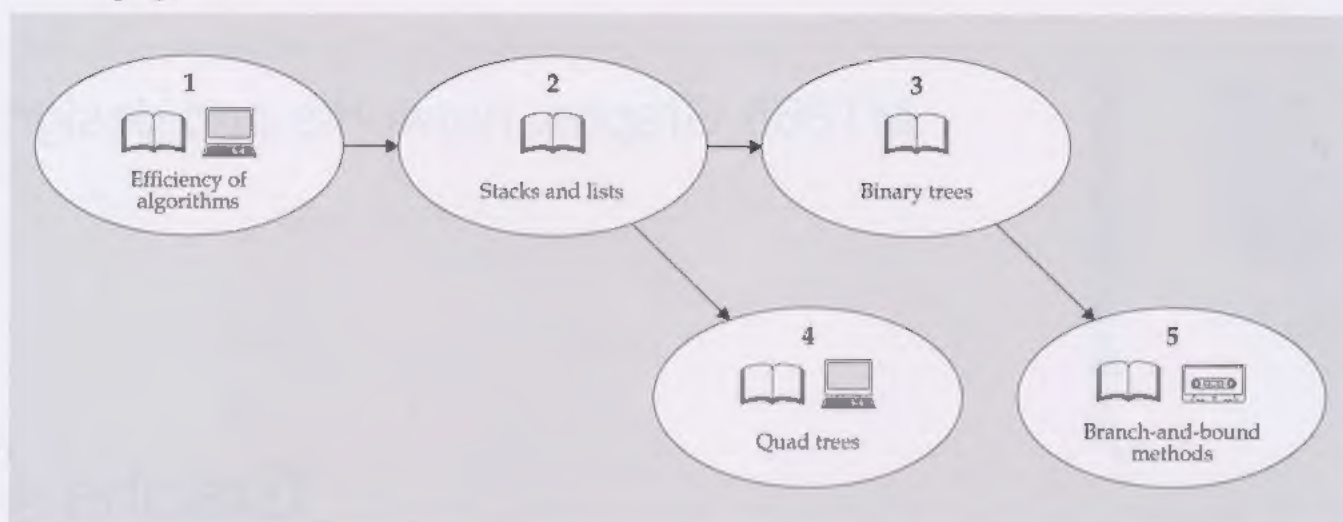 1
Efficiency of
algorithms
2
Stacks and lists
3
Binary trees
4
Quad trees
5
Branch-and-bound
methods